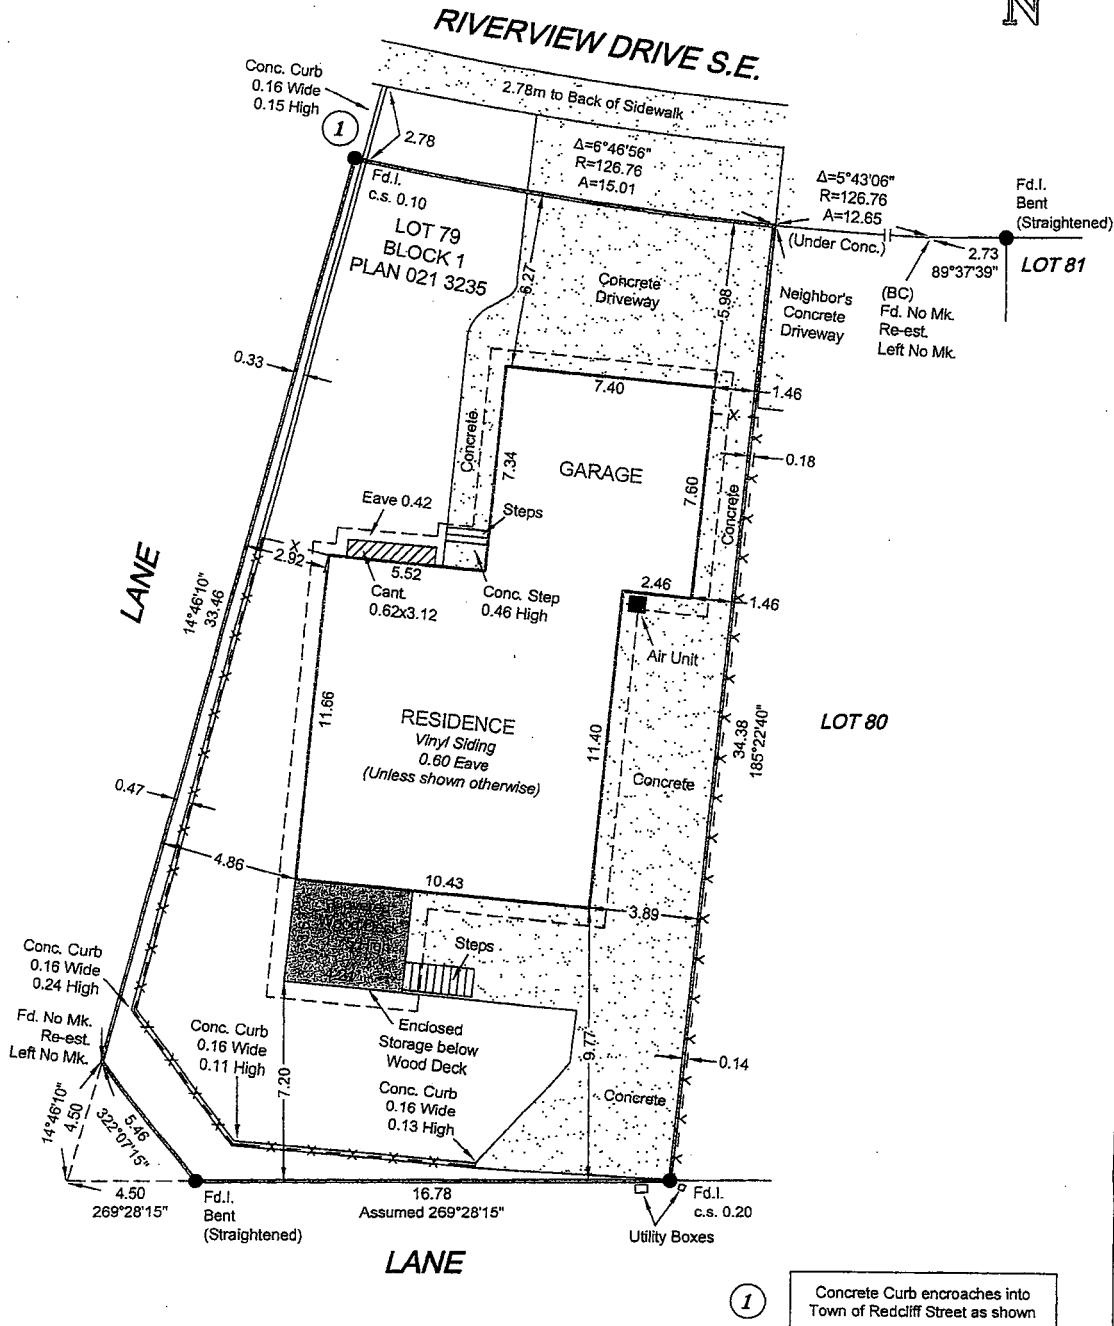 N
RIVERVIEW DRIVE S.E.
Conc. Curb
0.16 Wide
0.15 High
2.78m to Back of Sidewalk
1
2.78
Δ=6°46'56"
R=126.76
A=15.01
Δ=5°43'06"
R=126.76
A=12.65
(Under Conc.)
Fd.I.
Bent
(Straightened)
Fd.I.
c.s. 0.10
LOT 79
BLOCK 1
PLAN 021 3235
2.73
89°37'39"
LOT 81
6.27
Concrete
Driveway
5.98
Neighbor's
Concrete
Driveway
(BC)
Fd. No Mk.
Re-est.
Left No Mk.
0.33
7.40
1.46
Concrete
7.34
GARAGE
7.60
0.18
Concrete
Eave 0.42
Steps
LANE
2.92
5.52
Cant.
0.62x3.12
Conc. Step
0.46 High
2.46
1.46
14°46'10"
33.46
Air Unit
11.66
RESIDENCE
Vinyl Siding
0.60 Eave
(Unless shown otherwise)
11.40
Concrete
34.38
185°22'40"
LOT 80
0.47
4.86
10.43
3.89
Conc. Curb
0.16 Wide
0.24 High
Steps
Fd. No Mk.
Re-est.
Left No Mk.
Conc. Curb
0.16 Wide
0.11 High
Enclosed
Storage below
Wood Deck
9.77
0.14
7.20
Conc. Curb
0.16 Wide
0.13 High
Concrete
14°46'10"
4.50
5.46
322°07'15"
4.50
269°28'15"
Fd.I.
Bent
(Straightened)
16.78
Assumed 269°28'15"
Fd.I.
c.s. 0.20
Utility Boxes
LANE
1
Concrete Curb encroaches into
Town of Redcliff Street as shown